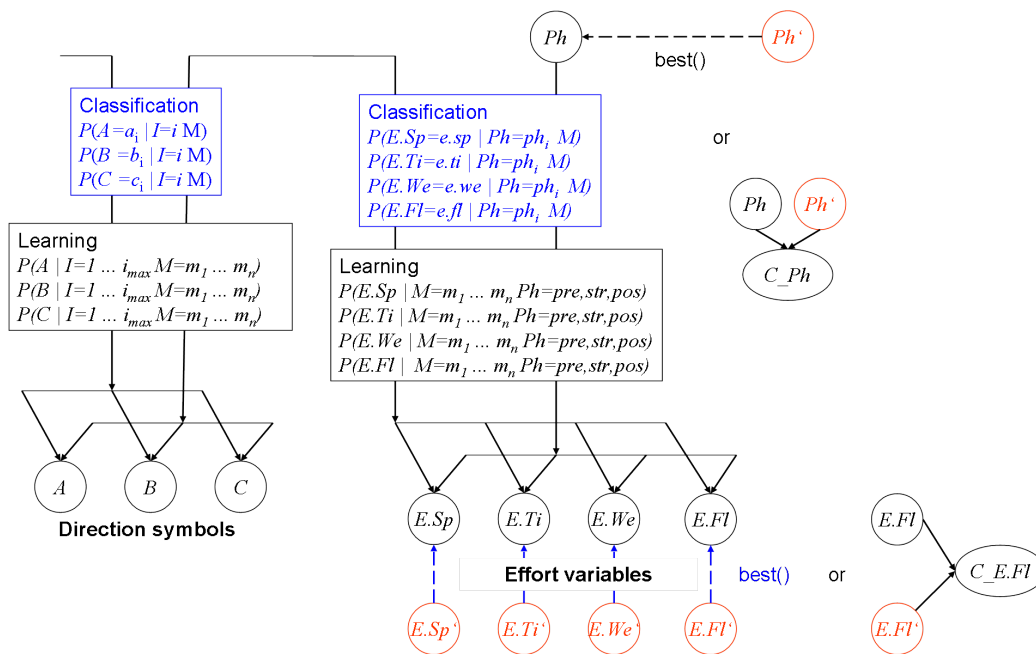 Ph
Ph‘
best()
Classification
P(A=a_i | I=i M)
P(B =b_i | I=i M)
P(C =c_i | I=i M)
Classification
P(E.Sp=e.sp | Ph=ph_i M)
P(E.Ti=e.ti | Ph=ph_i M)
P(E.We=e.we | Ph=ph_i M)
P(E.Fl=e.fl | Ph=ph_i M)
or
Ph
Ph‘
C_Ph
Learning
P(A | I=1 ... i_max M=m_1 ... m_n)
P(B | I=1 ... i_max M=m_1 ... m_n)
P(C | I=1 ... i_max M=m_1 ... m_n)
Learning
P(E.Sp | M=m_1 ... m_n Ph=pre,str,pos)
P(E.Ti | M=m_1 ... m_n Ph=pre,str,pos)
P(E.We | M=m_1 ... m_n Ph=pre,str,pos)
P(E.Fl | M=m_1 ... m_n Ph=pre,str,pos)
A
B
C
Direction symbols
E.Sp
E.Ti
E.We
E.Fl
E.Fl
Effort variables
best()
or
C_E.Fl
E.Sp‘
E.Ti‘
E.We‘
E.Fl‘
E.Fl‘